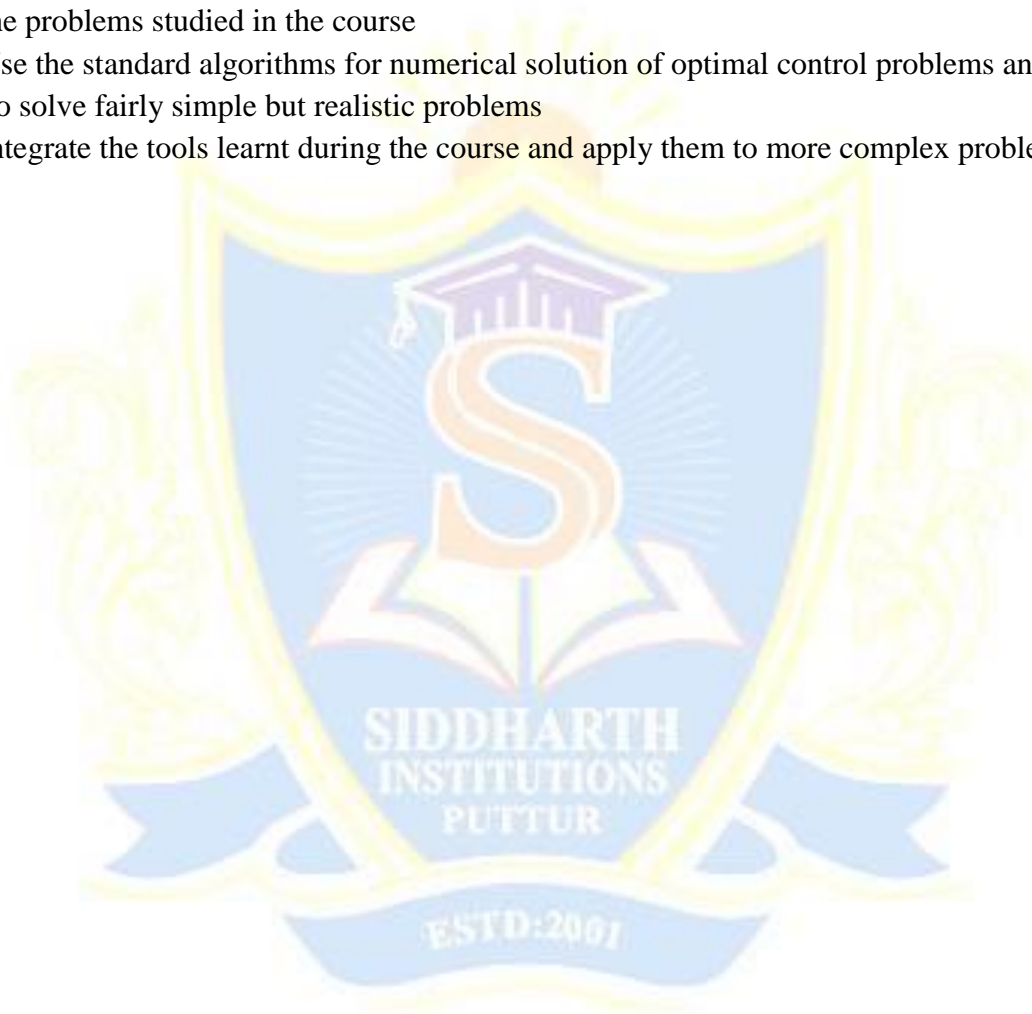 he problems studied in the course
se the standard algorithms for numerical solution of optimal control problems an
o solve fairly simple but realistic problems
ntegrate the tools learnt during the course and apply them to more complex proble
S
SIDDHARTH
INSTITUTIONS
PUTTUR
ESTD:2001